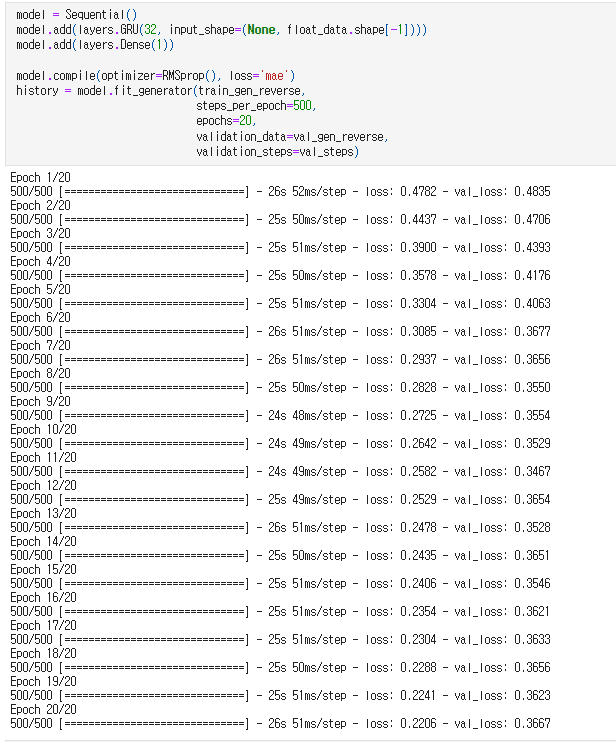 model = Sequential()
model.add(layers.GRU(32, input_shape=(None, float_data.shape[-1])))
model.add(layers.Dense(1))
model.compile(optimizer=RMSprop(), loss='mae')
history = model.fit_generator(train_gen_reverse,
steps_per_epoch=500,
epochs=20,
validation_data=val_gen_reverse,
validation_steps=val_steps)
Epoch 1/20
500/500 [==============================] - 26s 52ms/step - loss: 0.4782 - val_loss: 0.4835
Epoch 2/20
500/500 [==============================] - 25s 50ms/step - loss: 0.4437 - val_loss: 0.4706
Epoch 3/20
500/500 [==============================] - 25s 51ms/step - loss: 0.3900 - val_loss: 0.4393
Epoch 4/20
500/500 [==============================] - 25s 50ms/step - loss: 0.3578 - val_loss: 0.4176
Epoch 5/20
500/500 [==============================] - 25s 51ms/step - loss: 0.3304 - val_loss: 0.4063
Epoch 6/20
500/500 [==============================] - 26s 51ms/step - loss: 0.3085 - val_loss: 0.3677
Epoch 7/20
500/500 [==============================] - 26s 51ms/step - loss: 0.2937 - val_loss: 0.3656
Epoch 8/20
500/500 [==============================] - 25s 50ms/step - loss: 0.2828 - val_loss: 0.3550
Epoch 9/20
500/500 [==============================] - 24s 48ms/step - loss: 0.2725 - val_loss: 0.3554
Epoch 10/20
500/500 [==============================] - 24s 49ms/step - loss: 0.2642 - val_loss: 0.3529
Epoch 11/20
500/500 [==============================] - 24s 49ms/step - loss: 0.2582 - val_loss: 0.3467
Epoch 12/20
500/500 [==============================] - 25s 49ms/step - loss: 0.2529 - val_loss: 0.3654
Epoch 13/20
500/500 [==============================] - 26s 51ms/step - loss: 0.2478 - val_loss: 0.3528
Epoch 14/20
500/500 [==============================] - 25s 50ms/step - loss: 0.2435 - val_loss: 0.3651
Epoch 15/20
500/500 [==============================] - 25s 51ms/step - loss: 0.2406 - val_loss: 0.3546
Epoch 16/20
500/500 [==============================] - 25s 51ms/step - loss: 0.2354 - val_loss: 0.3621
Epoch 17/20
500/500 [==============================] - 25s 51ms/step - loss: 0.2304 - val_loss: 0.3633
Epoch 18/20
500/500 [==============================] - 25s 50ms/step - loss: 0.2288 - val_loss: 0.3656
Epoch 19/20
500/500 [==============================] - 25s 51ms/step - loss: 0.2241 - val_loss: 0.3623
Epoch 20/20
500/500 [==============================] - 26s 51ms/step - loss: 0.2206 - val_loss: 0.3667